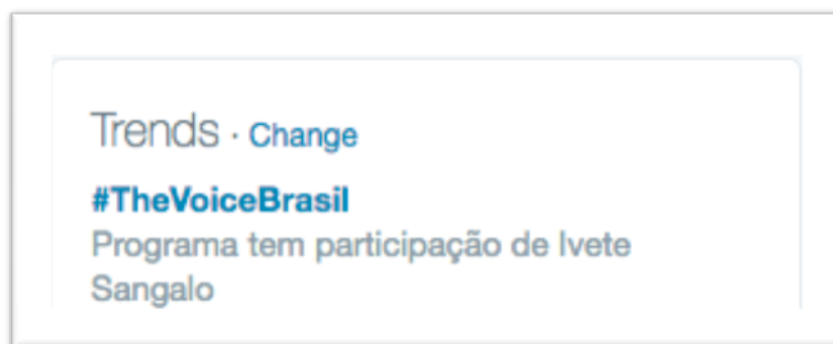 Trends · Change
#TheVoiceBrasil
Programa tem participação de Ivete
Sangalo